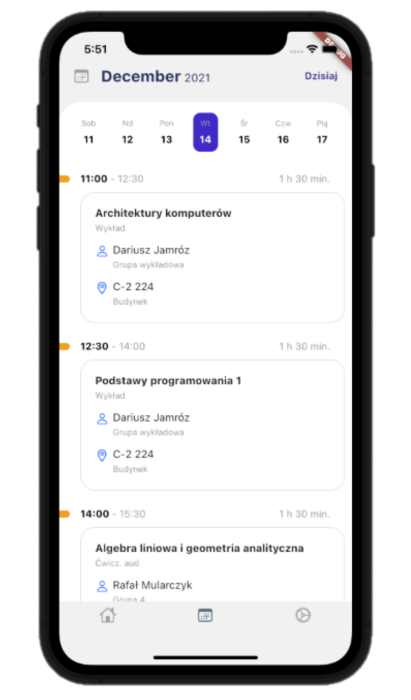 5:51
December 2021
Dzisiaj
Sob Nd Pon Wt Śr Czw Pią
11 12 13 14 15 16 17
11:00 - 12:30 1 h 30 min.
Architektury komputerów
Wykład
Dariusz Jamróz
Grupa wykładowa
C-2 224
Budynek
12:30 - 14:00 1 h 30 min.
Podstawy programowania 1
Wykład
Dariusz Jamróz
Grupa wykładowa
C-2 224
Budynek
14:00 - 15:30 1 h 30 min.
Algebra liniowa i geometria analityczna
Ćwicz. aud
Rafał Mularczyk
Grupa 4